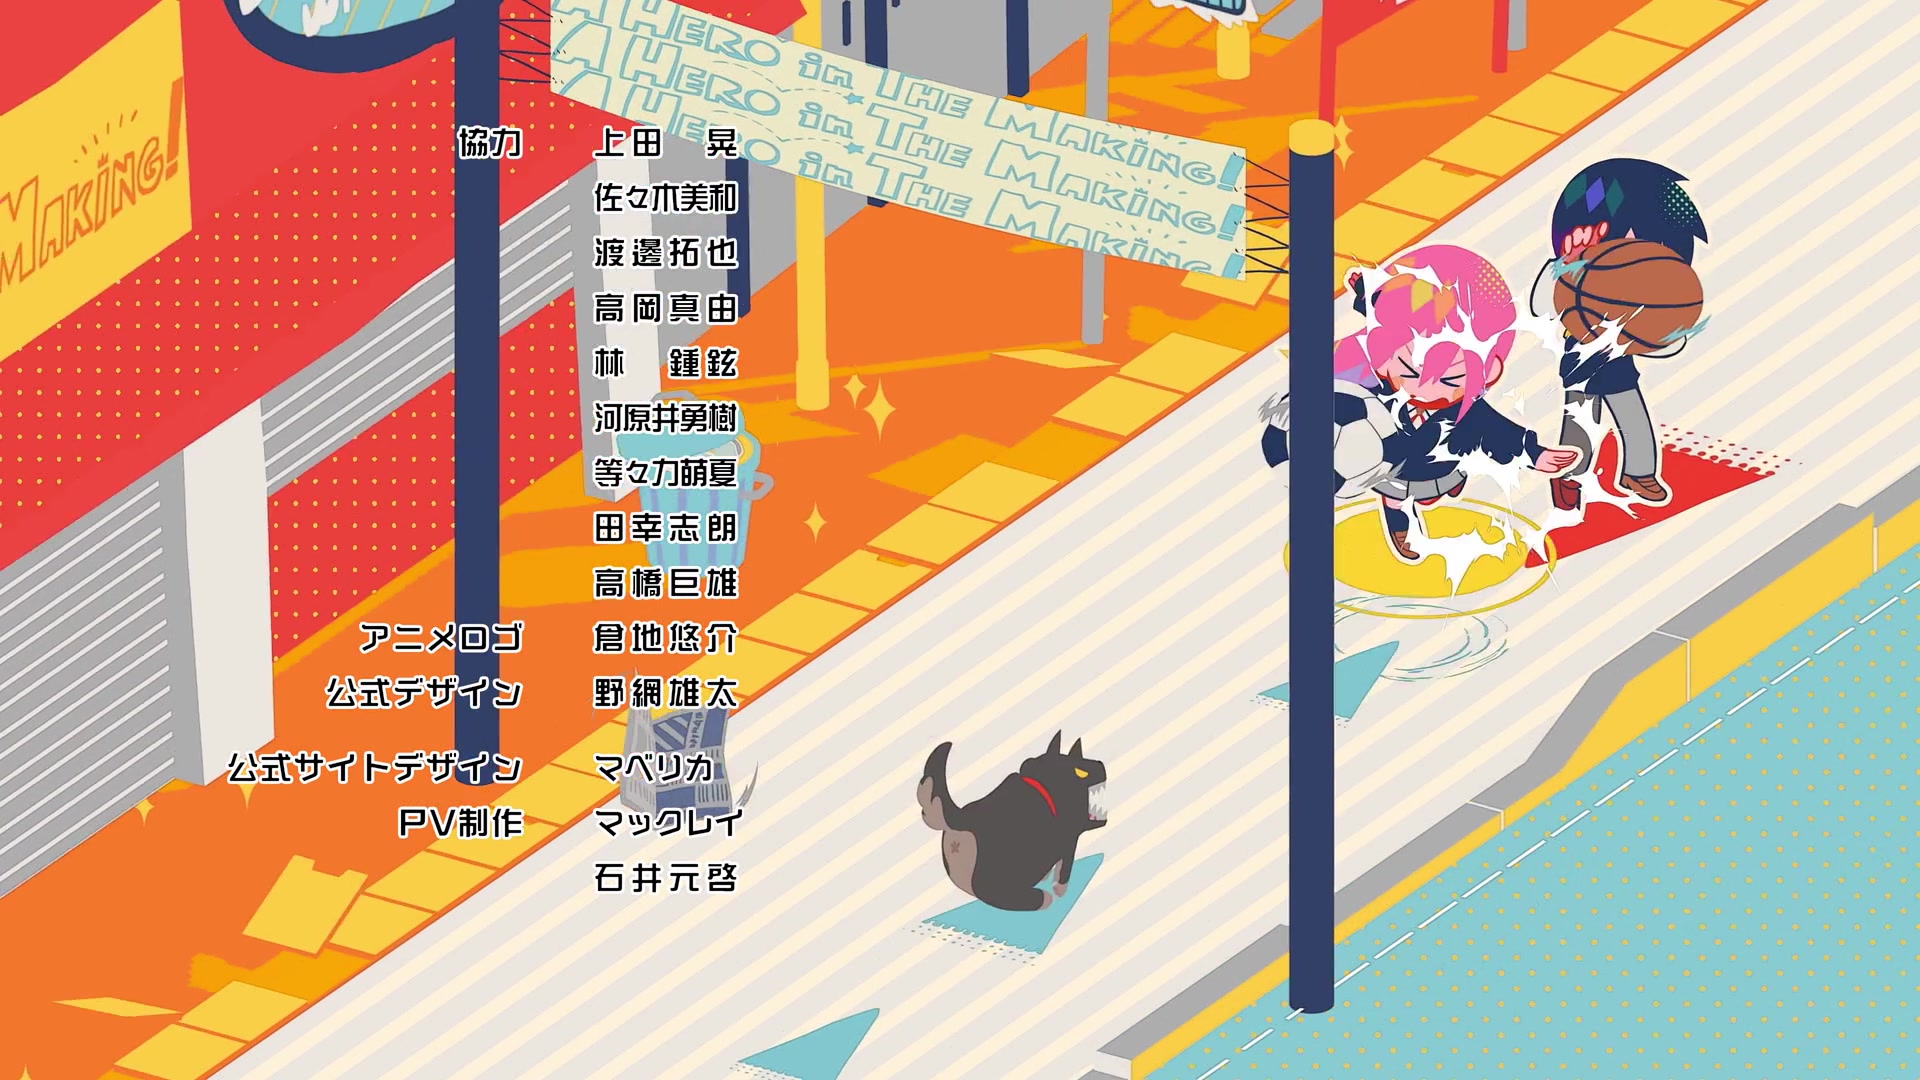 A HERO in THE MAKING!
A HERO in THE MAKING!
A HERO in THE MAKING!
MAKING!
協力 上田 晃
佐々木美和
渡邊拓也
高岡真由
林 鍾鉉
河原井勇樹
等々力萌夏
田幸志朗
高橋巨雄
アニメロゴ 倉地悠介
公式デザイン 野網雄太
公式サイトデザイン マベリカ
PV制作 マックレイ
石井元啓